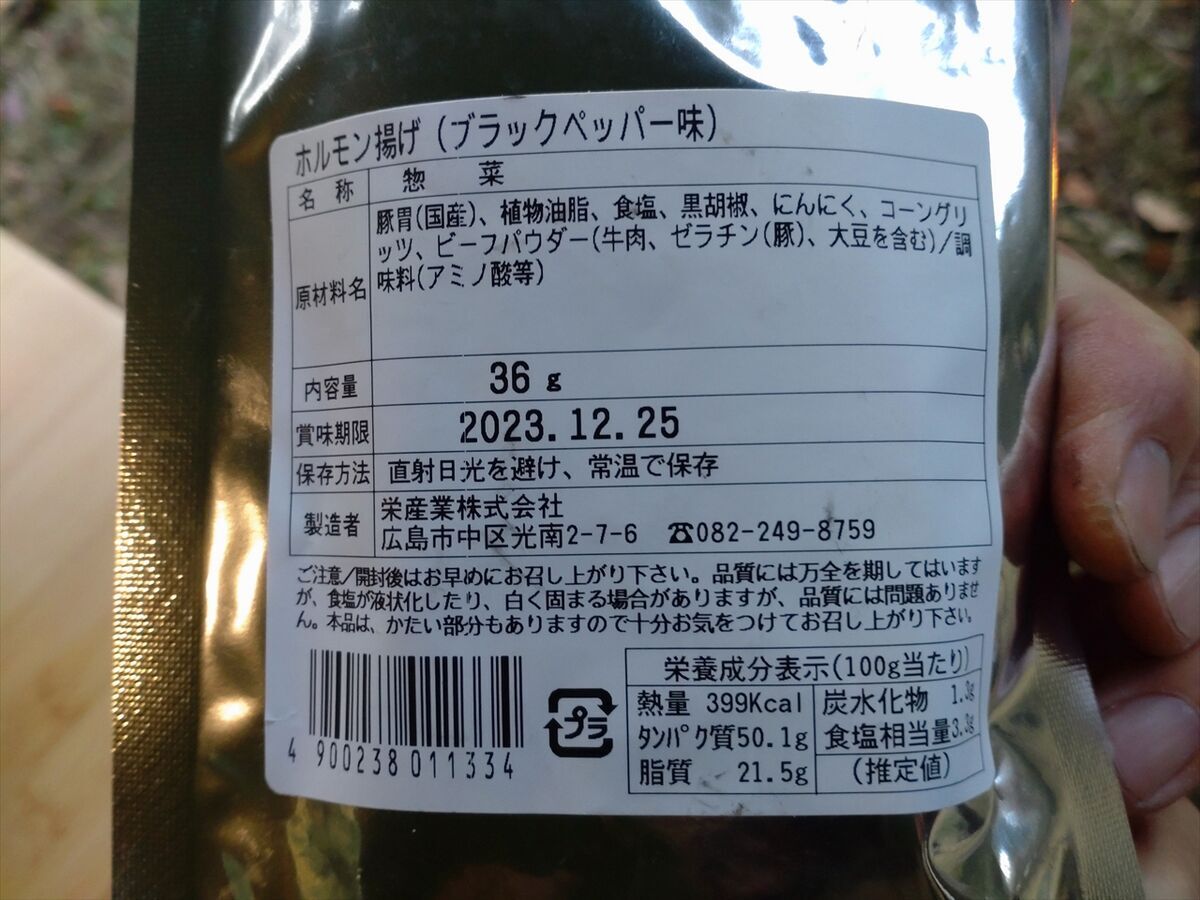 ホルモン揚げ(ブラックペッパー味)
名称 惣菜
原材料名 豚胃(国産)、植物油脂、食塩、黒胡椒、にんにく、コーングリ
ッツ、ビーフパウダー(牛肉、ゼラチン(豚)、大豆を含む)/調
味料(アミノ酸等)
内容量 36g
賞味期限 2023.12.25
保存方法 直射日光を避け、常温で保存
製造者 栄産業株式会社
広島市中区光南2-7-6 ☎082-249-8759
ご注意/開封後はお早めにお召し上がり下さい。品質には万全を期してはいます
が、食塩が液状化したり、白く固まる場合がありますが、品質には問題ありませ
ん。本品は、かたい部分もありますので十分お気をつけてお召し上がり下さい。
栄養成分表示(100g当たり)
熱量 399Kcal 炭水化物 1.3g
タンパク質50.1g 食塩相当量3.3g
脂質 21.5g (推定値)
プラ
4 900238 011334